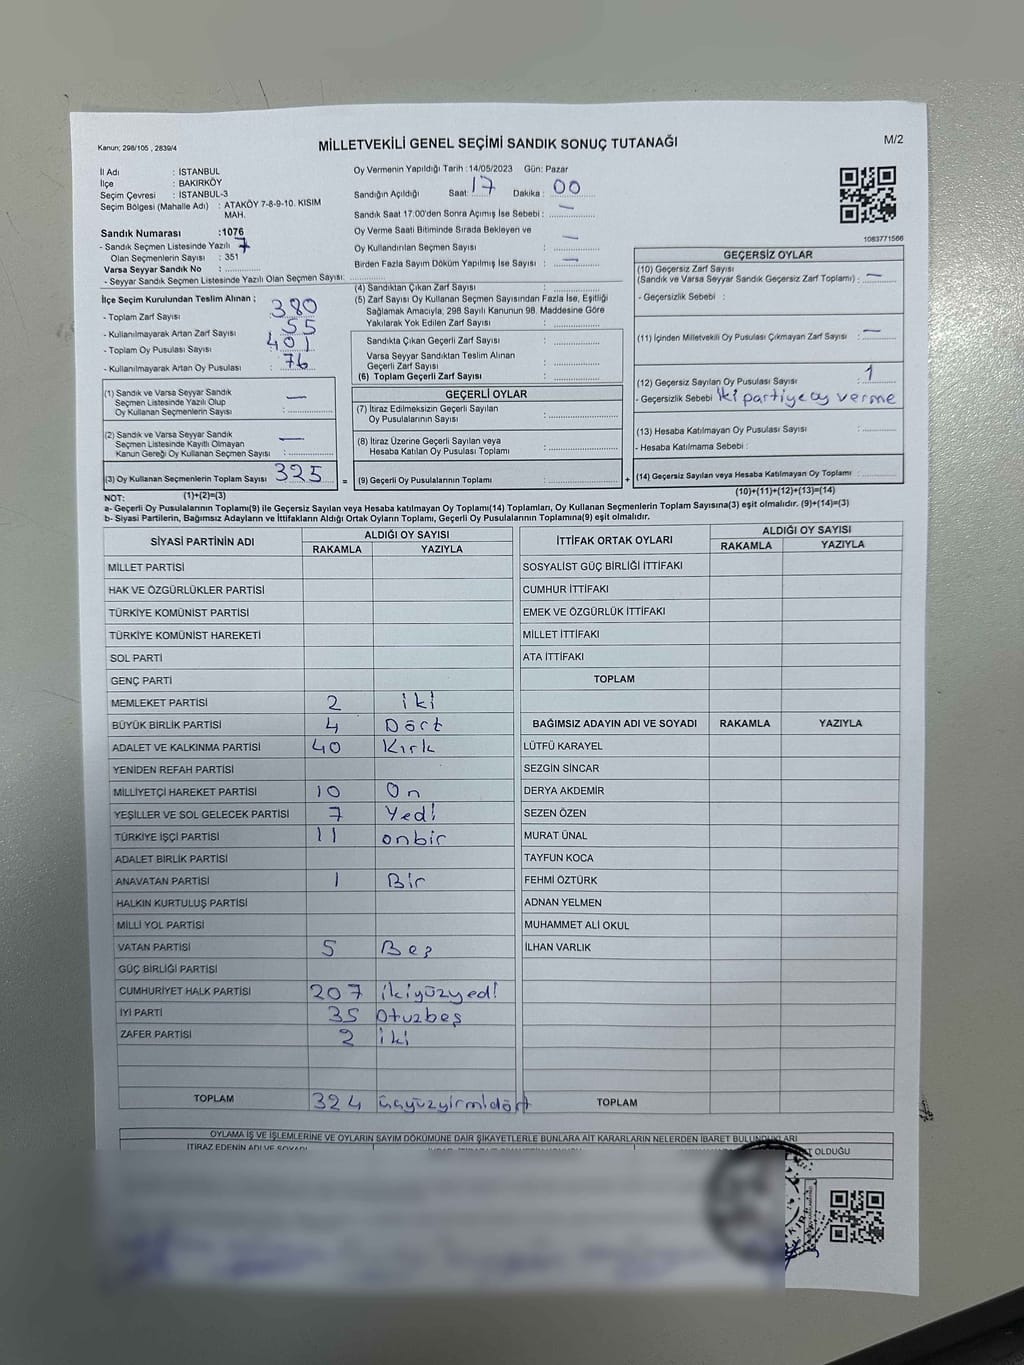 Kanun; 298/105 , 2839/4
MİLLETVEKİLİ GENEL SEÇİMİ SANDIK SONUÇ TUTANAĞI
M/2
İl Adı : İSTANBUL
İlçe : BAKIRKÖY
Seçim Çevresi : İSTANBUL-3
Seçim Bölgesi (Mahalle Adı) : ATAKÖY 7-8-9-10. KISIM
MAH.
Sandık Numarası :1076
- Sandık Seçmen Listesinde Yazılı 7
Olan Seçmenlerin Sayısı : 351
Varsa Seyyar Sandık No :
- Seyyar Sandık Seçmen Listesinde Yazılı Olan Seçmen Sayısı:
Oy Vermenin Yapıldığı Tarih :14/05/2023 Gün: Pazar
Sandığın Açıldığı Saat: 17 Dakika : 00
Sandık Saat 17:00'den Sonra Açımış İse Sebebi : —
Oy Verme Saati Bitiminde Sırada Bekleyen ve —
Oy Kullandırılan Seçmen Sayısı :
Birden Fazla Sayım Döküm Yapılmış İse Sayısı : —
1083771566
İlçe Seçim Kurulundan Teslim Alınan ;
- Toplam Zarf Sayısı 380
- Kullanılmayarak Artan Zarf Sayısı 55
- Toplam Oy Pusulası Sayısı 401
- Kullanılmayarak Artan Oy Pusulası : 76
(1) Sandık ve Varsa Seyyar Sandık
Seçmen Listesinde Yazılı Olup —
Oy Kullanan Seçmenlerin Sayısı :
(2) Sandık ve Varsa Seyyar Sandık
Seçmen Listesinde Kayıtlı Olmayan —
Kanun Gereği Oy Kullanan Seçmen Sayısı :
(3) Oy Kullanan Seçmenlerin Toplam Sayısı 325
(4) Sandıktan Çıkan Zarf Sayısı :
(5) Zarf Sayısı Oy Kullanan Seçmen Sayısından Fazla İse, Eşitliği
Sağlamak Amacıyla; 298 Sayılı Kanunun 98. Maddesine Göre
Yakılarak Yok Edilen Zarf Sayısı :
Sandıkta Çıkan Geçerli Zarf Sayısı :
Varsa Seyyar Sandıktan Teslim Alınan
Geçerli Zarf Sayısı :
(6) Toplam Geçerli Zarf Sayısı :
GEÇERLİ OYLAR
(7) İtiraz Edilmeksizin Geçerli Sayılan
Oy Pusulalarının Sayısı :
(8) İtiraz Üzerine Geçerli Sayılan veya
Hesaba Katılan Oy Pusulaları Toplamı :
= (9) Geçerli Oy Pusulalarının Toplamı : +
GEÇERSİZ OYLAR
(10) Geçersiz Zarf Sayısı
(Sandık ve Varsa Seyyar Sandık Geçersiz Zarf Toplamı) : —
- Geçersizlik Sebebi :
(11) İçinden Milletvekili Oy Pusulası Çıkmayan Zarf Sayısı : —
(12) Geçersiz Sayılan Oy Pusulası Sayısı : 1
- Geçersizlik Sebebi iki partiye oy verme
(13) Hesaba Katılmayan Oy Pusulası Sayısı :
- Hesaba Katılmama Sebebi :
(14) Geçersiz Sayılan veya Hesaba Katılmayan Oy Toplamı :
NOT: (1)+(2)=(3)
(10)+(11)+(12)+(13)=(14)
a- Geçerli Oy Pusulalarının Toplamı(9) ile Geçersiz Sayılan veya Hesaba katılmayan Oy Toplamı(14) Toplamları, Oy Kullanan Seçmenlerin Toplam Sayısına(3) eşit olmalıdır. (9)+(14)=(3)
b- Siyasi Partilerin, Bağımsız Adayların ve İttifakların Aldığı Ortak Oyların Toplamı, Geçerli Oy Pusulalarının Toplamına(9) eşit olmalıdır.
SİYASİ PARTİNİN ADI ALDIĞI OY SAYISI
RAKAMLA YAZIYLA
MİLLET PARTİSİ
HAK VE ÖZGÜRLÜKLER PARTİSİ
TÜRKİYE KOMÜNİST PARTİSİ
TÜRKİYE KOMÜNİST HAREKETİ
SOL PARTİ
GENÇ PARTİ
MEMLEKET PARTİSİ 2 iki
BÜYÜK BİRLİK PARTİSİ 4 Dört
ADALET VE KALKINMA PARTİSİ 40 Kırk
YENİDEN REFAH PARTİSİ
MİLLİYETÇİ HAREKET PARTİSİ 10 On
YEŞİLLER VE SOL GELECEK PARTİSİ 7 Yedi
TÜRKİYE İŞÇİ PARTİSİ 11 onbir
ADALET BİRLİK PARTİSİ
ANAVATAN PARTİSİ 1 Bir
HALKIN KURTULUŞ PARTİSİ
MİLLİ YOL PARTİSİ
VATAN PARTİSİ 5 Beş
GÜÇ BİRLİĞİ PARTİSİ
CUMHURİYET HALK PARTİSİ 207 ikiyüzyedi
İYİ PARTİ 35 Otuzbeş
ZAFER PARTİSİ 2 iki
TOPLAM 324 üçyüzyirmidört
İTTİFAK ORTAK OYLARI ALDIĞI OY SAYISI
RAKAMLA YAZIYLA
SOSYALİST GÜÇ BİRLİĞİ İTTİFAKI
CUMHUR İTTİFAKI
EMEK VE ÖZGÜRLÜK İTTİFAKI
MİLLET İTTİFAKI
ATA İTTİFAKI
TOPLAM
BAĞIMSIZ ADAYIN ADI VE SOYADI RAKAMLA YAZIYLA
LÜTFÜ KARAYEL
SEZGİN SİNCAR
DERYA AKDEMİR
SEZEN ÖZEN
MURAT ÜNAL
TAYFUN KOCA
FEHMİ ÖZTÜRK
ADNAN YELMEN
MUHAMMET ALİ OKUL
İLHAN VARLIK
TOPLAM
OYLAMA İŞ VE İŞLEMLERİNE VE OYLARIN SAYIM DÖKÜMÜNE DAİR ŞİKAYETLERLE BUNLARA AİT KARARLARIN NELERDEN İBARET BULUNDUKLARI
İTİRAZ EDENİN ADI VE SOYADI
OLDUĞU